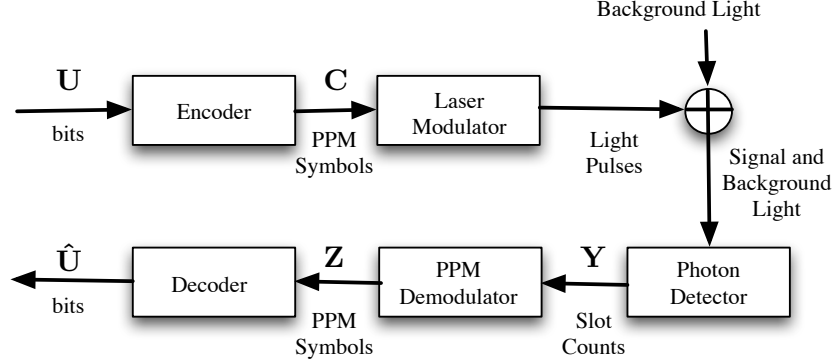 Background Light
U
bits
Encoder
C
PPM
Symbols
Laser
Modulator
Light
Pulses
Signal and
Background
Light
Û
bits
Decoder
Z
PPM
Symbols
PPM
Demodulator
Y
Slot
Counts
Photon
Detector